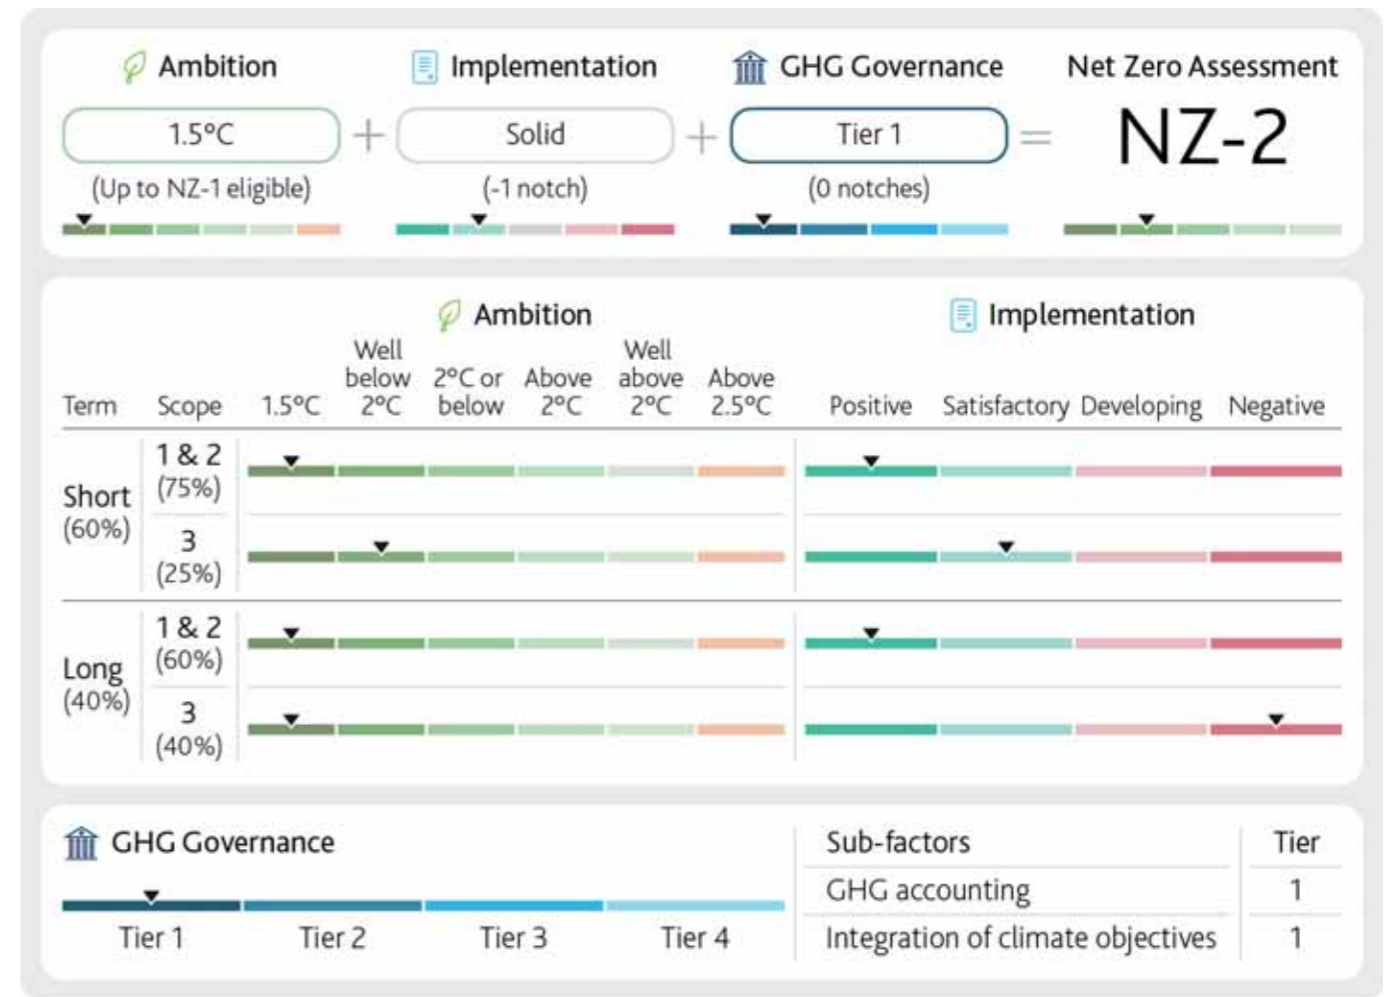 Ambition Implementation GHG Governance Net Zero Assessment
1.5°C + Solid + Tier 1 = NZ-2
(Up to NZ-1 eligible) (-1 notch) (0 notches)
Ambition Implementation
Term Scope 1.5°C Well below 2°C 2°C or below Above 2°C Well above 2°C Above 2.5°C Positive Satisfactory Developing Negative
Short (60%)
1 & 2
(75%)
3
(25%)
Long (40%)
1 & 2
(60%)
3
(40%)
GHG Governance
Tier 1 Tier 2 Tier 3 Tier 4
Sub-factors Tier
GHG accounting 1
Integration of climate objectives 1